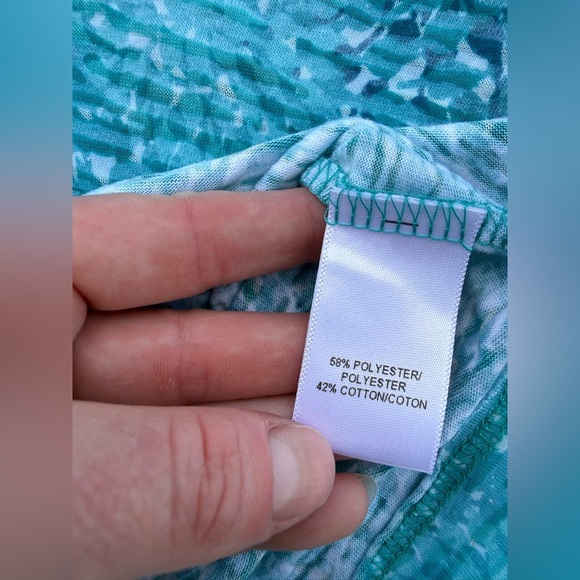 58% POLYESTER/
POLYESTER
42% COTTON/COTON